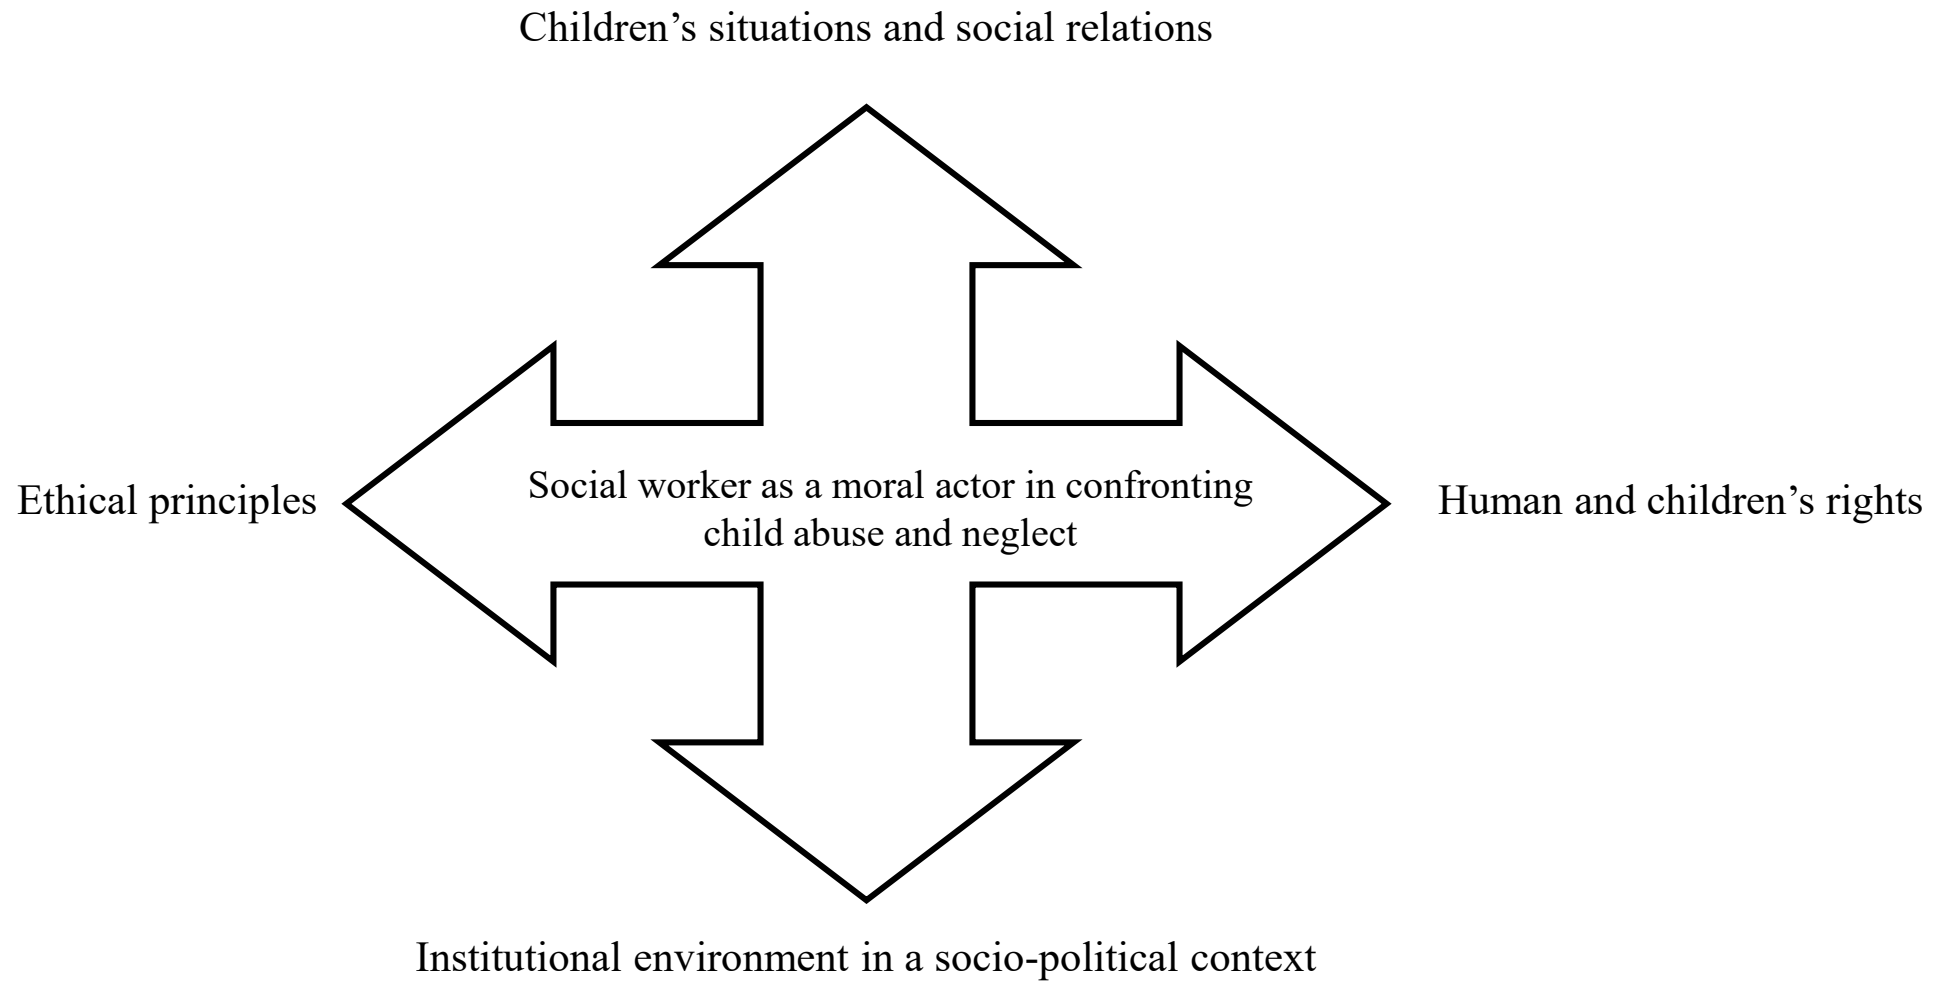 Children’s situations and social relations
Ethical principles
Social worker as a moral actor in confronting
child abuse and neglect
Human and children’s rights
Institutional environment in a socio-political context